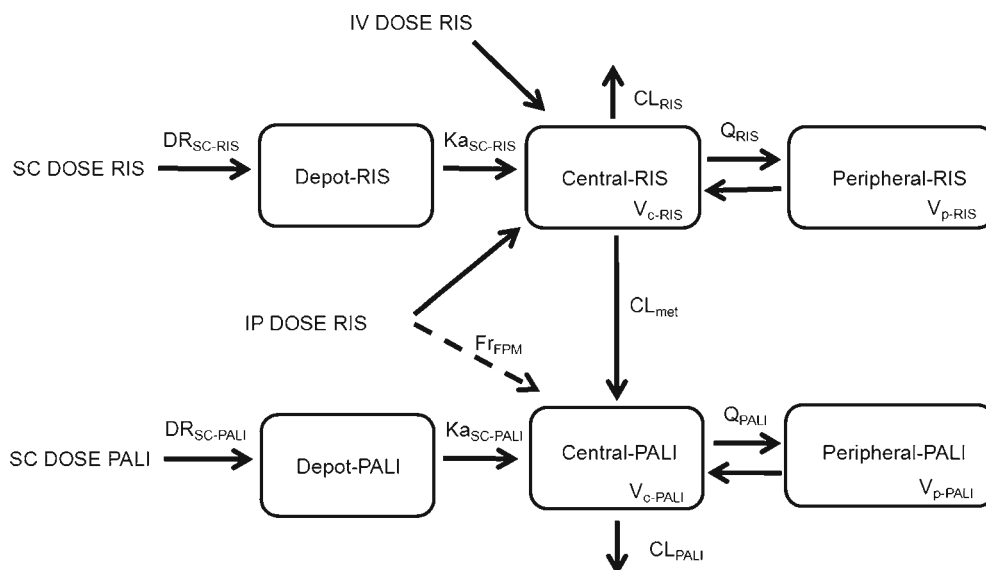 IV DOSE RIS
CL_RIS
DR_SC-RIS
Ka_SC-RIS
Q_RIS
SC DOSE RIS
Depot-RIS
Central-RIS
Peripheral-RIS
V_c-RIS
V_p-RIS
CL_met
IP DOSE RIS
Fr_FPM
DR_SC-PALI
Ka_SC-PALI
Q_PALI
SC DOSE PALI
Depot-PALI
Central-PALI
Peripheral-PALI
V_c-PALI
V_p-PALI
CL_PALI